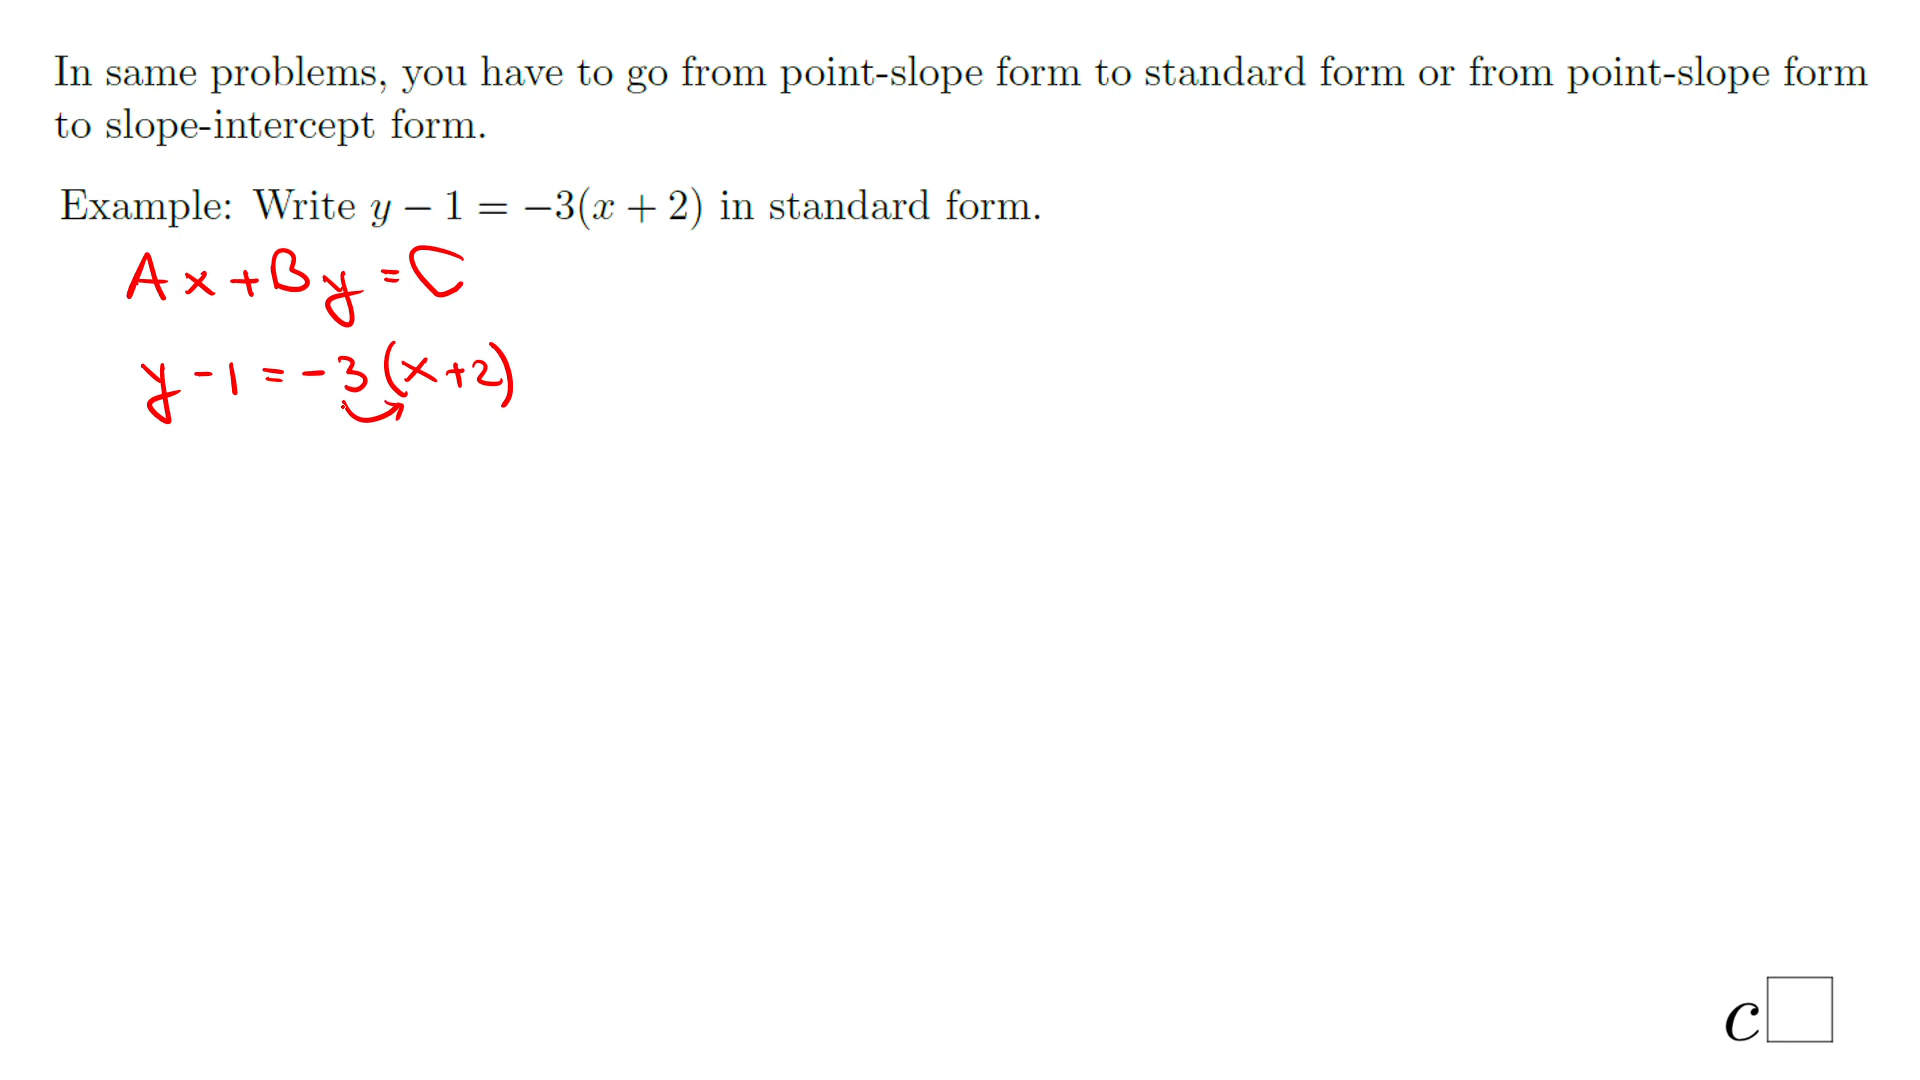 In same problems, you have to go from point-slope form to standard form or from point-slope form
to slope-intercept form.
Example: Write y − 1 = −3(x + 2) in standard form.
Ax+By=C
y-1=-3(x+2)
c